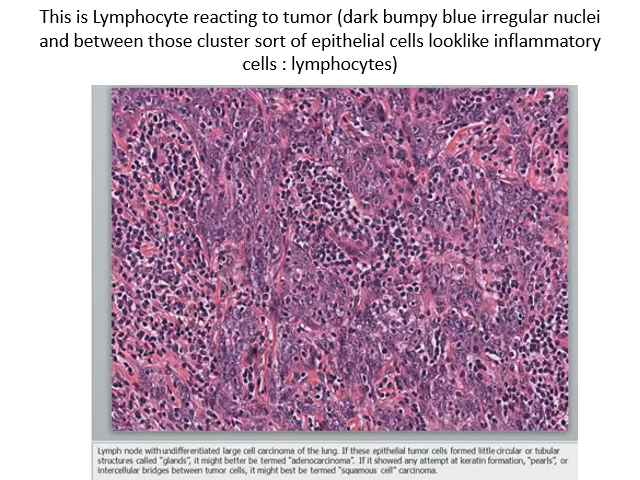 This is Lymphocyte reacting to tumor (dark bumpy blue irregular nuclei
and between those cluster sort of epithelial cells looklike inflammatory
cells : lymphocytes)
Lymph node with undifferentiated large cell carcinoma of the lung. If these epithelial tumor cells formed little circular or tubular
structures called "glands", it might better be termed "adenocarcinoma". If it showed any attempt at keratin formation, "pearls", or
intercellular bridges between tumor cells, it might best be termed "squamous cell" carcinoma.